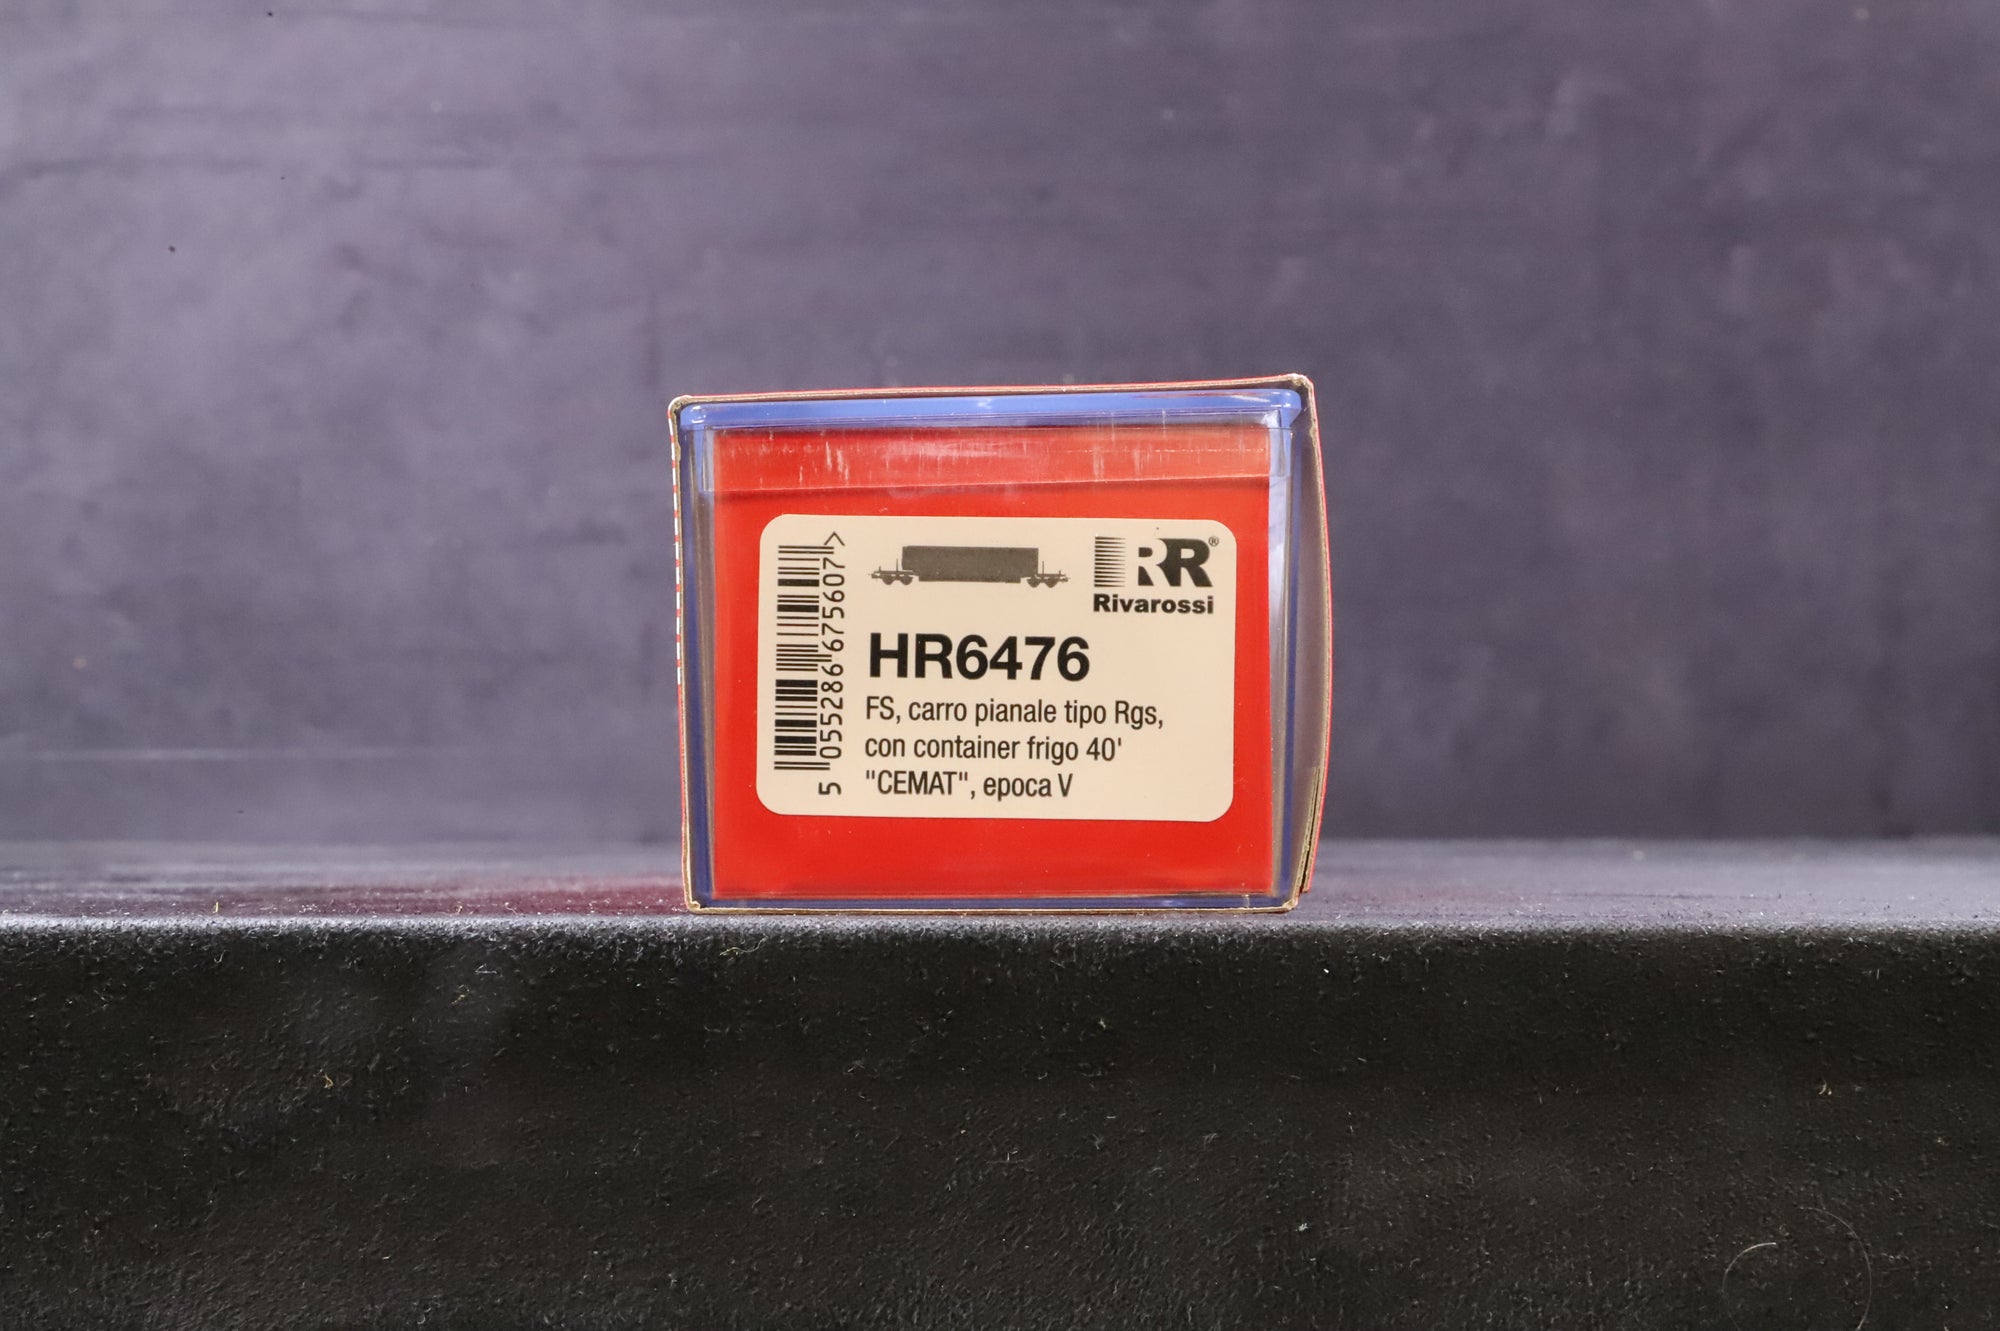 RR®
Rivarossi
HR6476
FS, carro pianale tipo Rgs,
con container frigo 40'
"CEMAT", epoca V
5 055286 675607 >